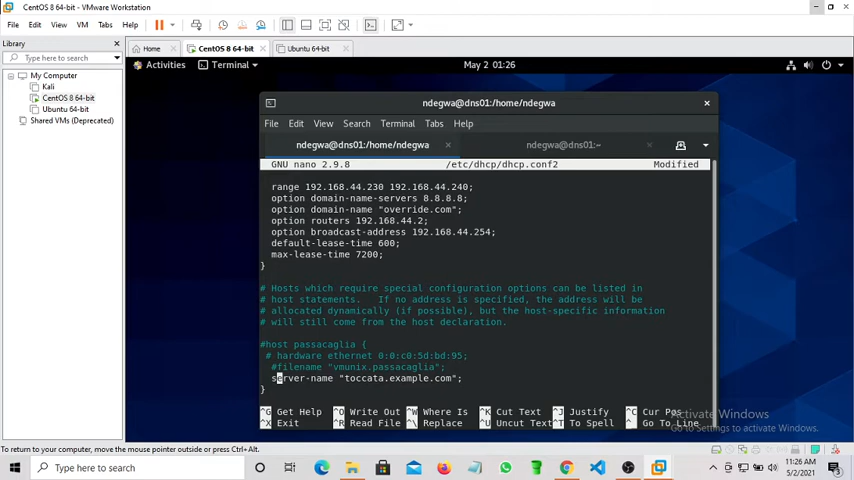 CentOS 8 64-bit - VMware Workstation
File Edit View VM Tabs Help
Library
Type here to search
My Computer
Kali
CentOS 8 64-bit
Ubuntu 64-bit
Shared VMs (Deprecated)
Home
CentOS 8 64-bit
Ubuntu 64-bit
Activities Terminal May 2 01:26
ndegwa@dns01:/home/ndegwa
File Edit View Search Terminal Tabs Help
ndegwa@dns01:/home/ndegwa ndegwa@dns01:~
GNU nano 2.9.8 /etc/dhcp/dhcp.conf2 Modified
range 192.168.44.230 192.168.44.240;
option domain-name-servers 8.8.8.8;
option domain-name "override.com";
option routers 192.168.44.2;
option broadcast-address 192.168.44.254;
default-lease-time 600;
max-lease-time 7200;
}
# Hosts which require special configuration options can be listed in
# host statements. If no address is specified, the address will be
# allocated dynamically (if possible), but the host-specific information
# will still come from the host declaration.
#host passacaglia {
# hardware ethernet 0:0:c0:5d:bd:95;
#filename "vmunix.passacaglia";
server-name "toccata.example.com";
}
^G Get Help ^O Write Out ^W Where Is ^K Cut Text ^J Justify ^C Cur Pos
^X Exit ^R Read File ^\ Replace ^U Uncut Text ^T To Spell ^_ Go To Line
Activate Windows
Go to Settings to activate Windows.
To return to your computer, move the mouse pointer outside or press Ctrl+Alt.
Type here to search
11:26 AM
5/2/2021
3